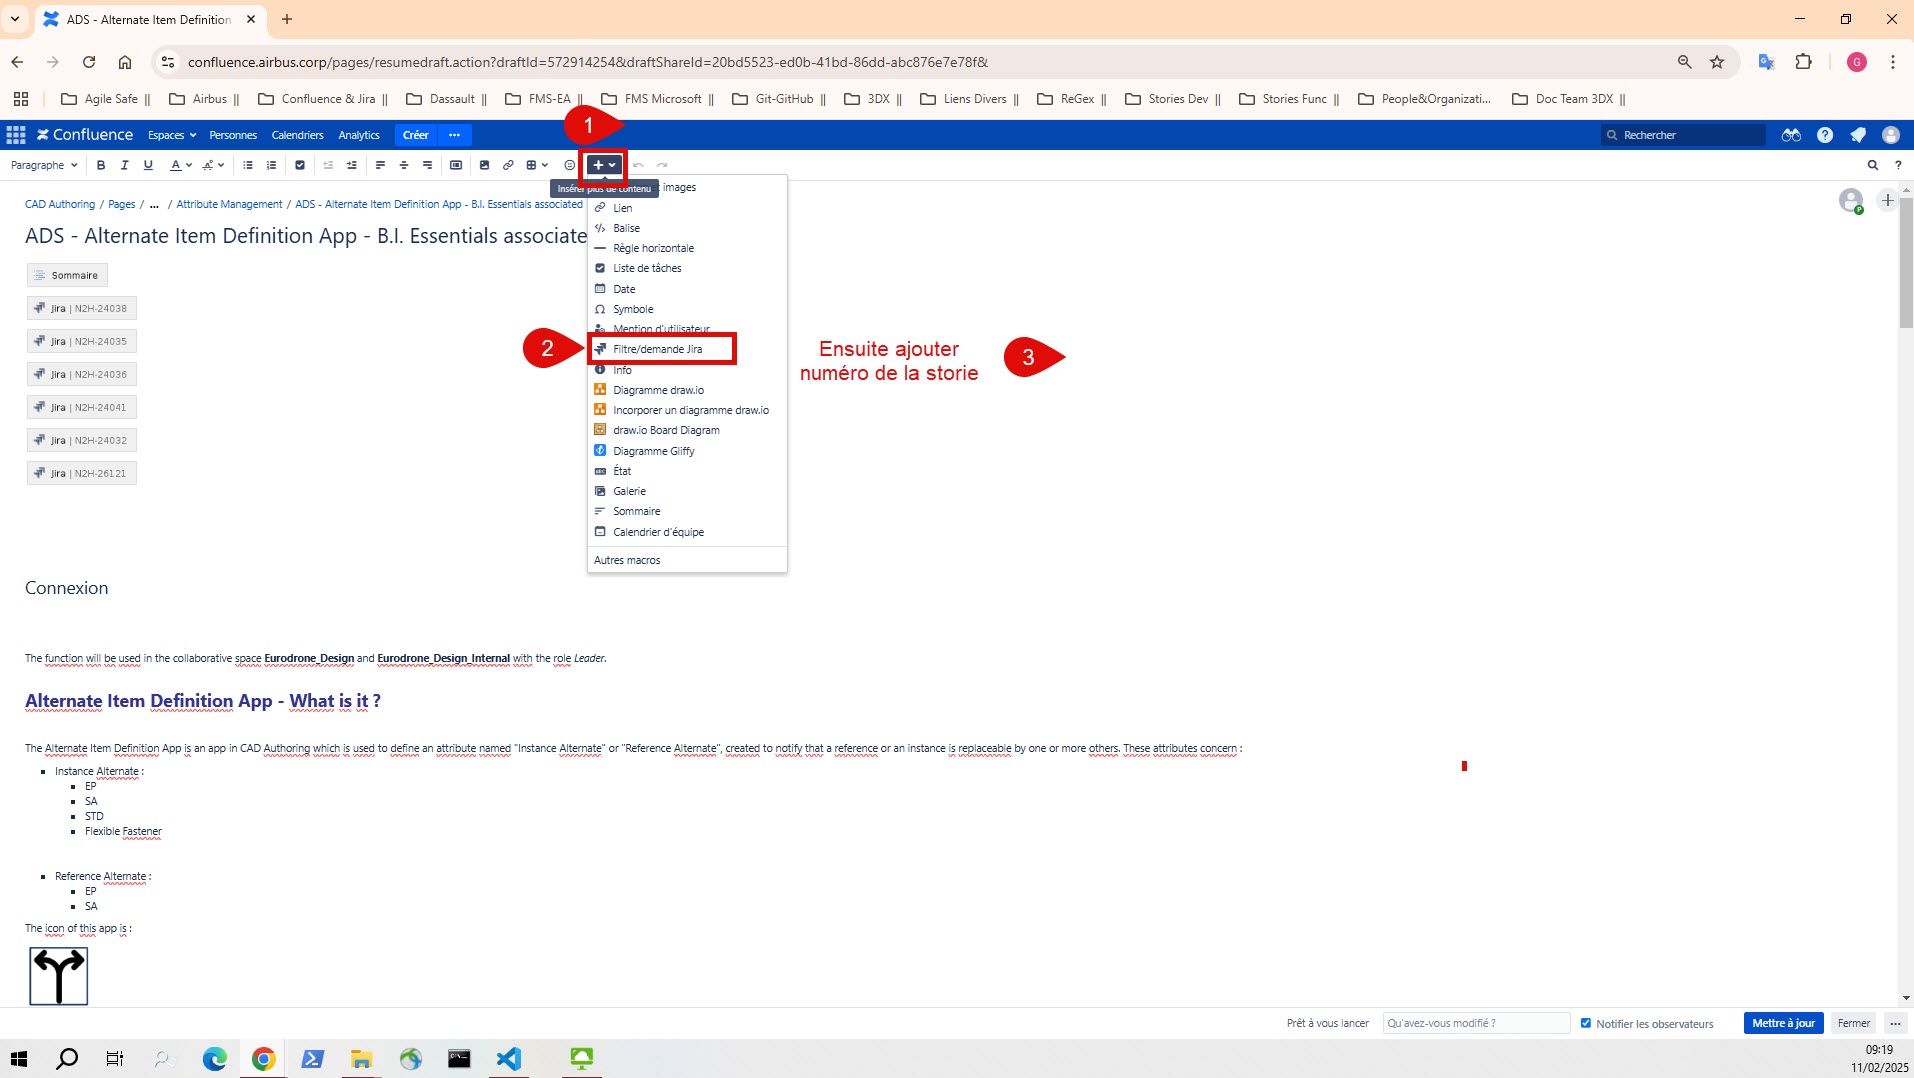 ADS - Alternate Item Definition
confluence.airbus.corp/pages/resumedraft.action?draftId=572914254&draftShareId=20bd5523-ed0b-41bd-86dd-abc876e7e78f&
G
Agile Safe ||
Airbus ||
Confluence & Jira ||
Dassault ||
FMS-EA ||
FMS Microsoft ||
Git-GitHub ||
3DX ||
Liens Divers ||
ReGex ||
Stories Dev ||
Stories Func ||
People&Organizati...
Doc Team 3DX ||
Confluence
Espaces
Personnes
Calendriers
Analytics
Créer
1
Rechercher
Paragraphe
B I U A
Insérer plus de contenu
et images
CAD Authoring / Pages / ... / Attribute Management / ADS - Alternate Item Definition App - B.I. Essentials associated
ADS - Alternate Item Definition App - B.I. Essentials associate
Sommaire
Jira | N2H-24038
Jira | N2H-24035
Jira | N2H-24036
Jira | N2H-24041
Jira | N2H-24032
Jira | N2H-26121
Lien
Balise
Règle horizontale
Liste de tâches
Date
Symbole
Mention d'utilisateur
2
Filtre/demande Jira
Info
Diagramme draw.io
Incorporer un diagramme draw.io
draw.io Board Diagram
Diagramme Gliffy
État
Galerie
Sommaire
Calendrier d'équipe
Autres macros
Ensuite ajouter
numéro de la storie
3
Connexion
The function will be used in the collaborative space Eurodrone_Design and Eurodrone_Design_Internal with the role Leader.
Alternate Item Definition App - What is it ?
The Alternate Item Definition App is an app in CAD Authoring which is used to define an attribute named "Instance Alternate" or "Reference Alternate", created to notify that a reference or an instance is replaceable by one or more others. These attributes concern :
Instance Alternate :
EP
SA
STD
Flexible Fastener
Reference Alternate :
EP
SA
The icon of this app is :
Prêt à vous lancer
Qu'avez-vous modifié ?
Notifier les observateurs
Mettre à jour
Fermer
09:19
11/02/2025